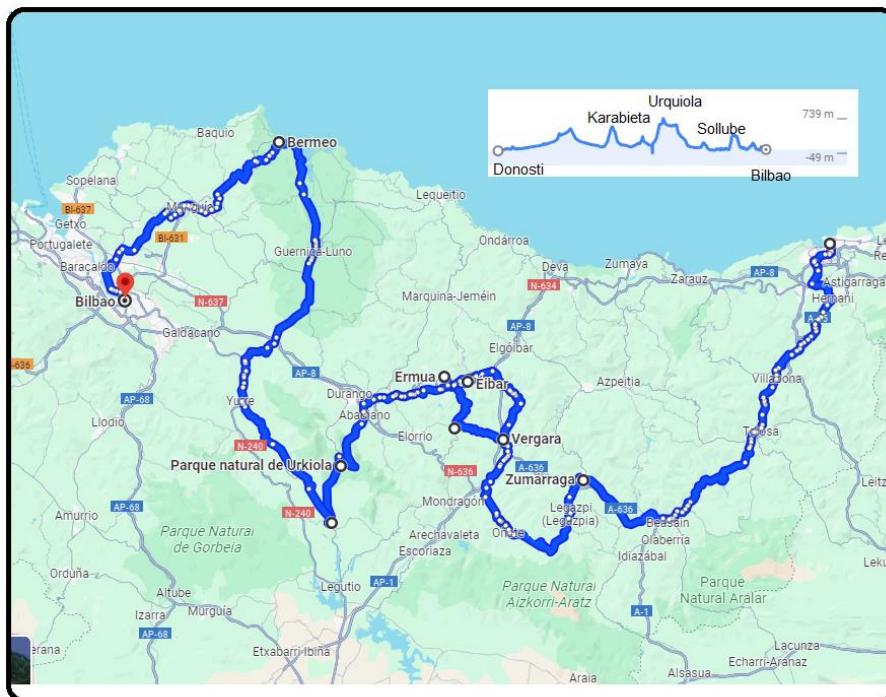 Urquiola
Karabieta
739 m
Sollube
-49 m
Donosti
Bilbao
Bermeo
Baquio
Sopelana
Lequeitio
BI-637
Getxo
Munguía
Portugalete
BI-631
Guernica-Luno
Ondárroa
Baracaldo
Deva
Zumaya
Zarauz
AP-8
Astigarraga
Hernani
Bilbao
N-637
N-634
Marquina-Jeméin
Galdacano
AP-8
AP-8
Elgóibar
Ermua
Eibar
Azpeitia
Villabona
AP-68
Durango
Abadiano
Llodio
Yurre
Elorrio
Vergara
Tolosa
N-240
Parque natural de Urkiola
N-636
A-636
Zumárraga
Mondragón
Legazpi
(Legazpia)
A-636
Beasain
Olaberria
N-240
Amurrio
AP-68
Parque Natural
de Gorbeia
Arechavaleta
Escoriaza
Oñate
Idiazábal
Legutio
AP-1
Parque Natural
Aizkorri-Aratz
Parque
Natural Aralar
Orduña
Altube
Izarra
Murguía
AP-68
A-1
Etxabarri-Ibiña
Lacunza
Echarri-Aranaz
Alsasua
Araia